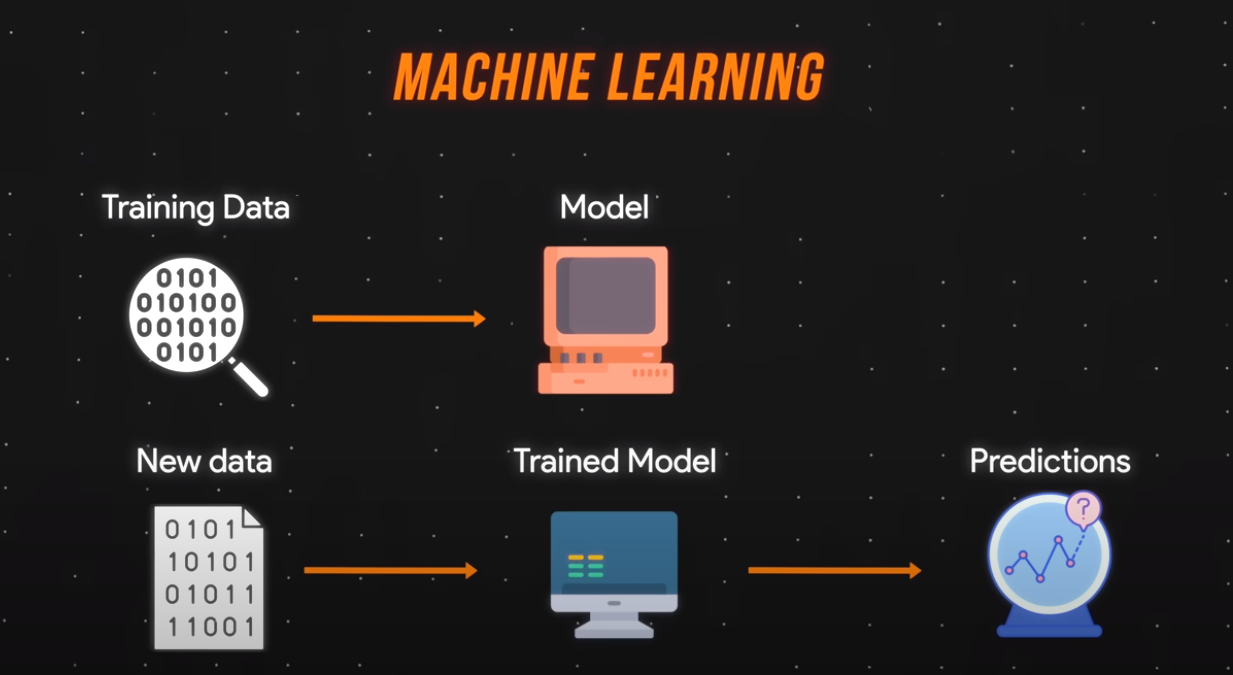 MACHINE LEARNING
Training Data
Model
0101
010100
001010
0101
New data
Trained Model
Predictions
0101
10101
01011
11001
?